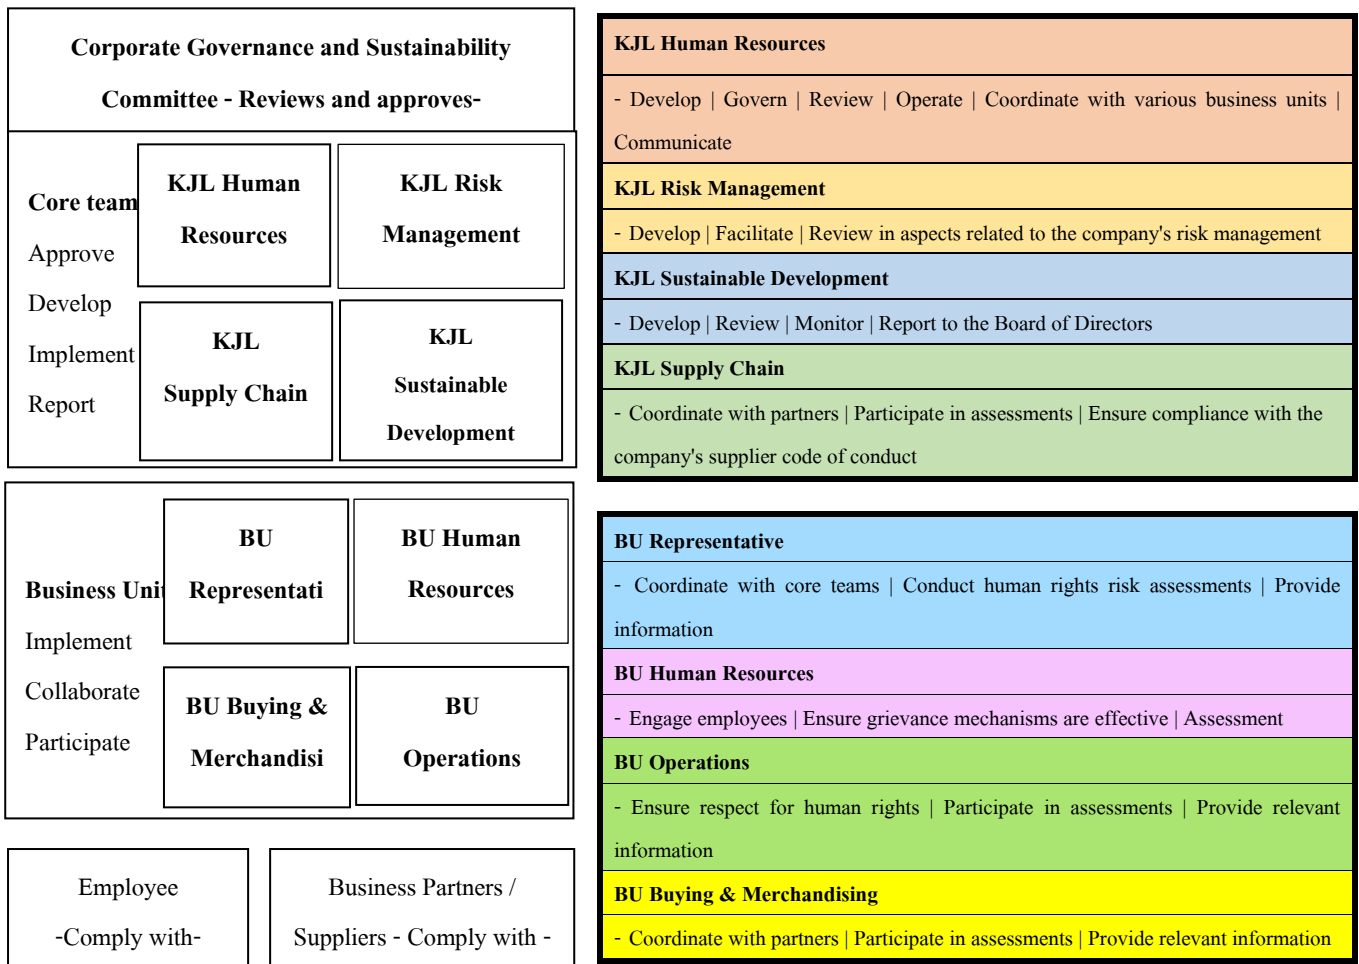 Corporate Governance and Sustainability
Committee - Reviews and approves-
Core team
Approve
Develop
Implement
Report
KJL Human
Resources
KJL Risk
Management
KJL
Supply Chain
KJL
Sustainable
Development
Business Unit
Implement
Collaborate
Participate
BU
Representati
BU Human
Resources
BU Buying &
Merchandisi
BU
Operations
Employee
-Comply with-
Business Partners /
Suppliers - Comply with -
KJL Human Resources
- Develop | Govern | Review | Operate | Coordinate with various business units |
Communicate
KJL Risk Management
- Develop | Facilitate | Review in aspects related to the company's risk management
KJL Sustainable Development
- Develop | Review | Monitor | Report to the Board of Directors
KJL Supply Chain
- Coordinate with partners | Participate in assessments | Ensure compliance with the
company's supplier code of conduct
BU Representative
- Coordinate with core teams | Conduct human rights risk assessments | Provide
information
BU Human Resources
- Engage employees | Ensure grievance mechanisms are effective | Assessment
BU Operations
- Ensure respect for human rights | Participate in assessments | Provide relevant
information
BU Buying & Merchandising
- Coordinate with partners | Participate in assessments | Provide relevant information